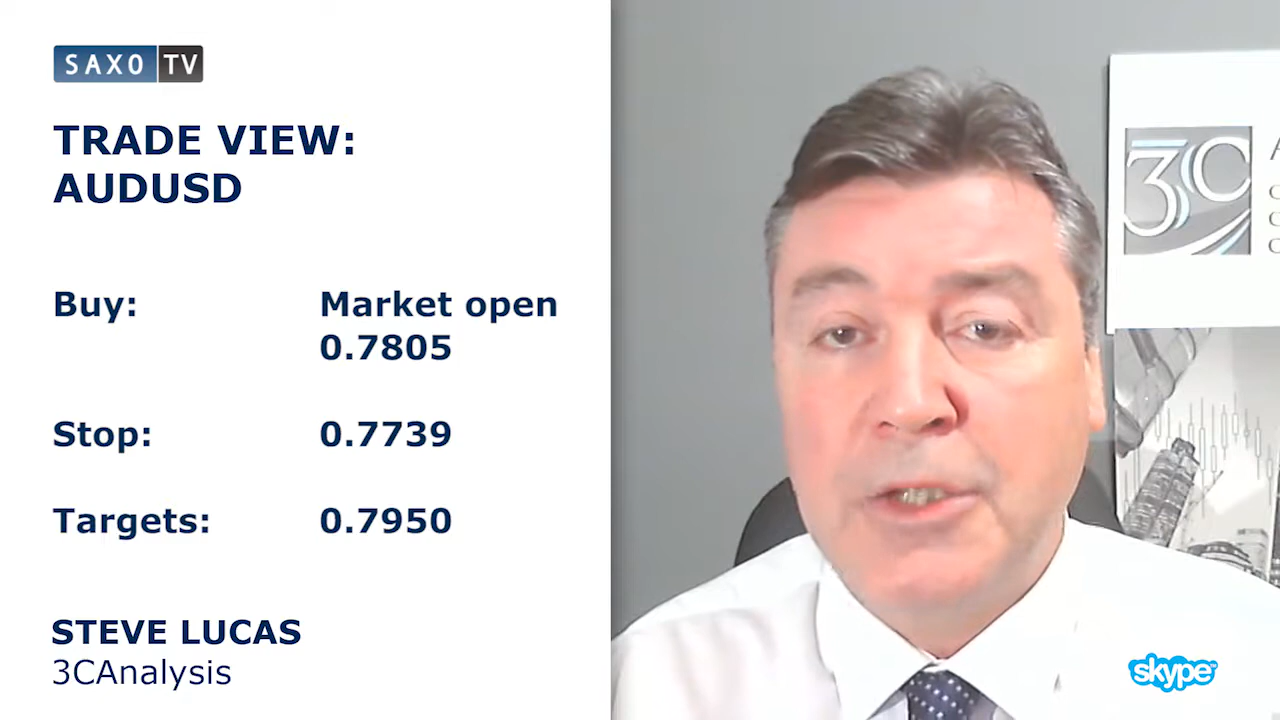 SAXO TV
TRADE VIEW:
AUDUSD
Buy: Market open
0.7805
Stop: 0.7739
Targets: 0.7950
STEVE LUCAS
3CAnalysis
3C
skype